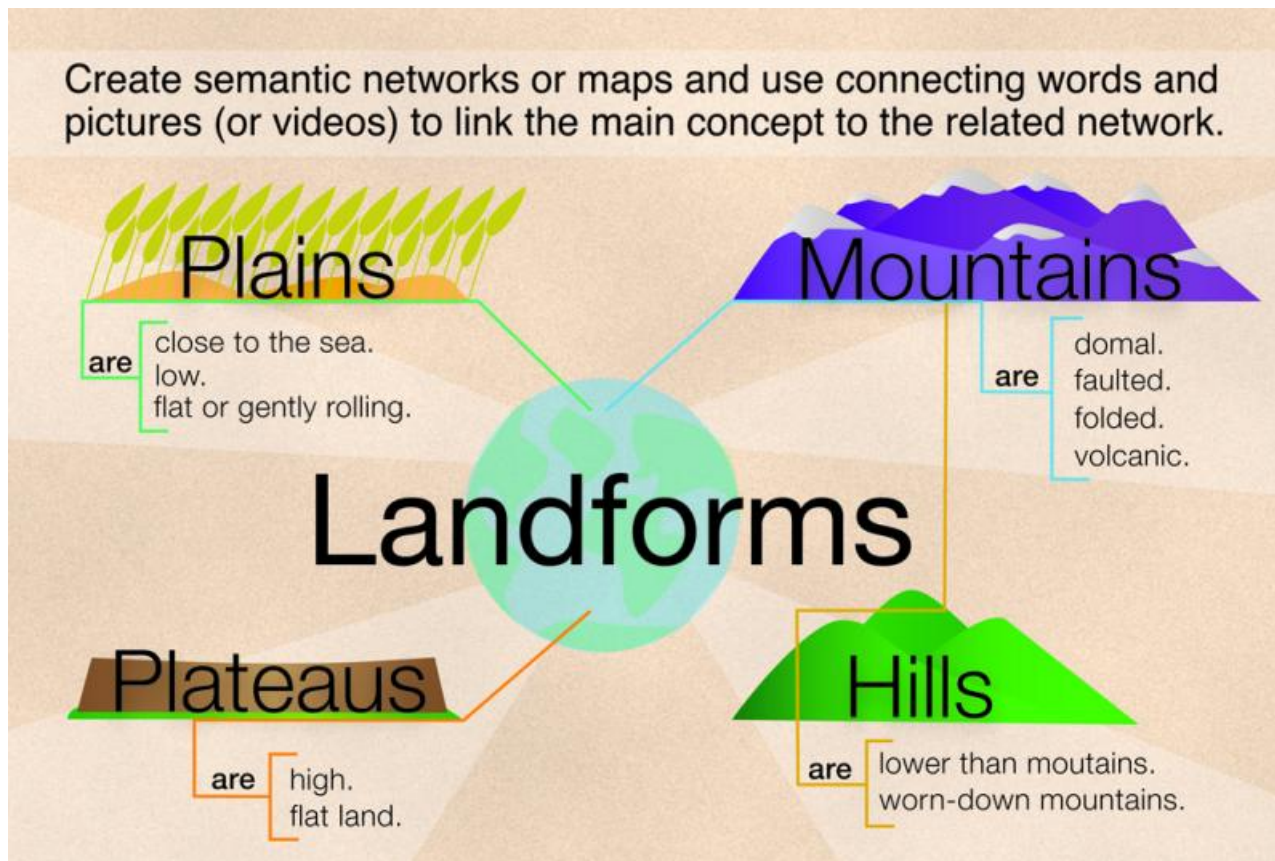 Create semantic networks or maps and use connecting words and
pictures (or videos) to link the main concept to the related network.
Plains
are
close to the sea.
low.
flat or gently rolling.
Mountains
are
domal.
faulted.
folded.
volcanic.
Landforms
Plateaus
are
high.
flat land.
Hills
are
lower than moutains.
worn-down mountains.